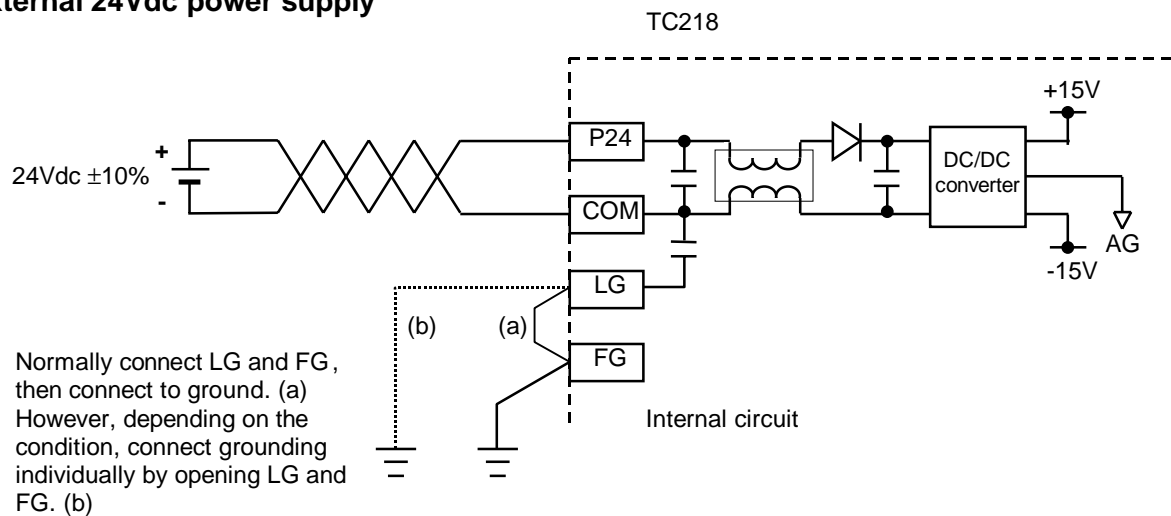 xternal 24Vdc power supply
TC218
+15V
P24
+
24Vdc ±10%
DC/DC
converter
-
COM
AG
-15V
LG
(b)
(a)
FG
Normally connect LG and FG,
then connect to ground. (a)
However, depending on the
condition, connect grounding
individually by opening LG and
FG. (b)
Internal circuit